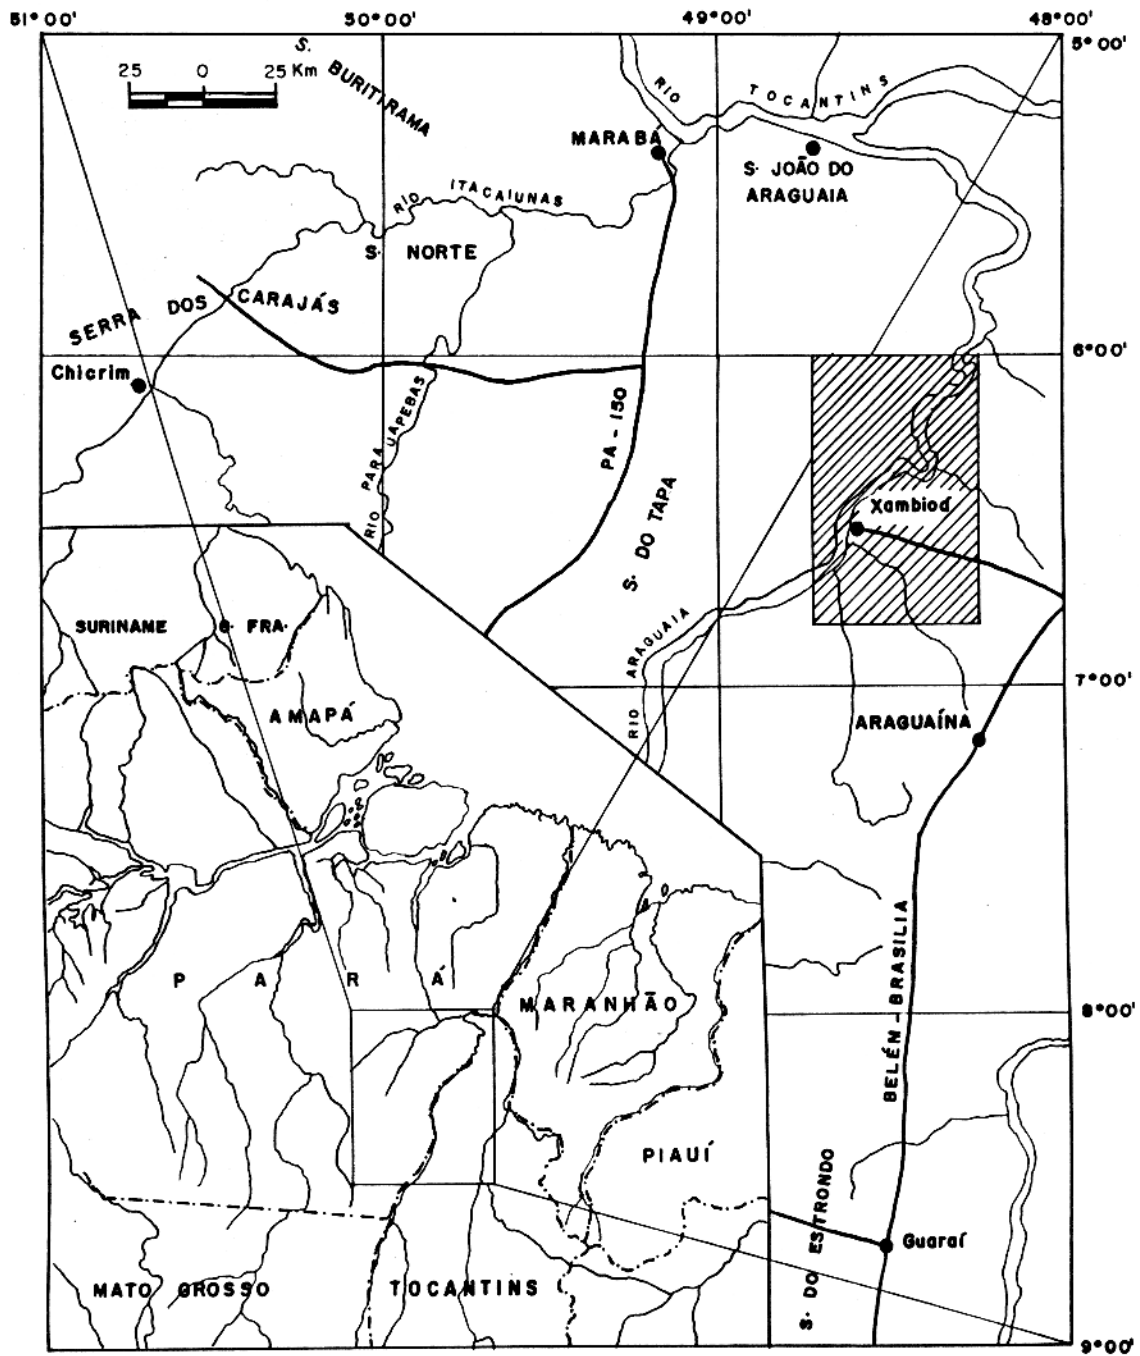 51°00'
50°00'
49°00'
48°00'
5°00'
25 0 25 Km
S. BURITIRAMA
RIO TOCANTINS
MARABÁ
S. JOÃO DO
ARAGUAIA
RIO ITACAIUNAS
S. NORTE
SERRA DOS CARAJÁS
6°00'
Chicrim
RIO PARAUAPEBAS
PA-150
S. DO TAPA
Xambioá
SURINAME
G. FRA.
RIO ARAGUAIA
7°00'
AMAPÁ
ARAGUAÍNA
PARÁ
MARANHÃO
BELÉM-BRASILIA
8°00'
PIAUÍ
S. DO ESTRONDO
Guaraí
MATO GROSSO
TOCANTINS
9°00'